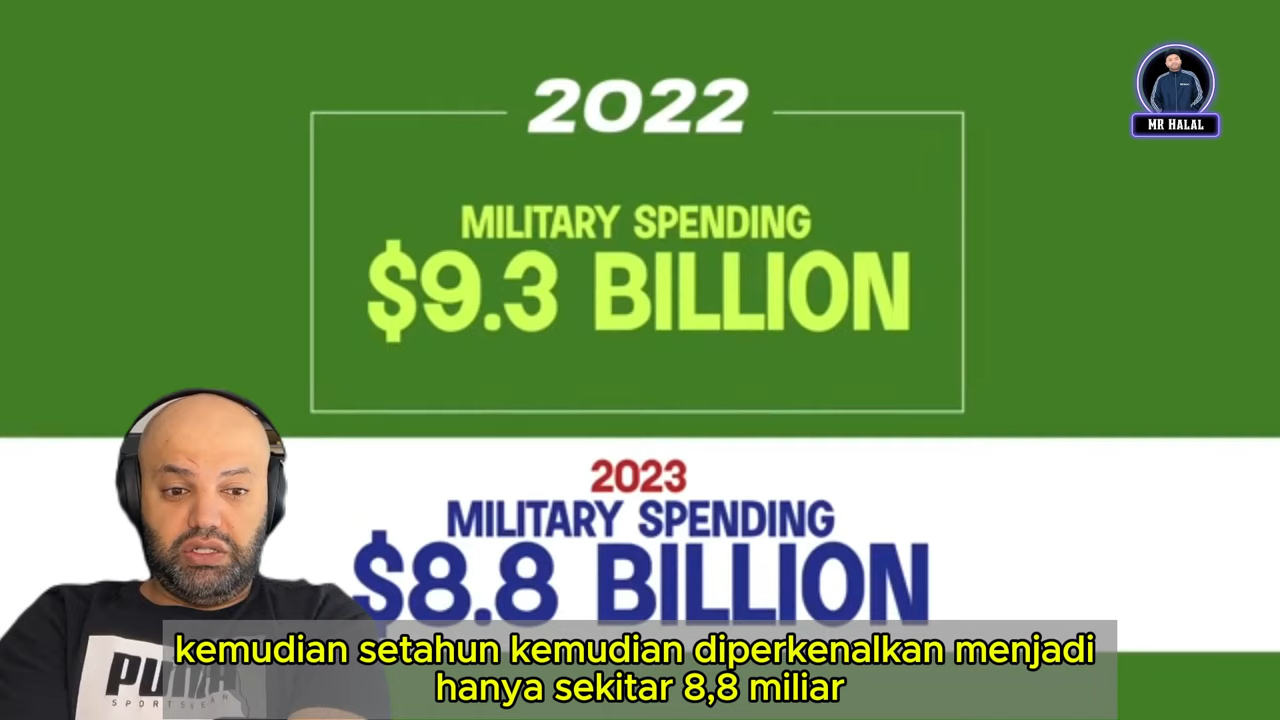 2022
MR HALAL
MILITARY SPENDING
$9.3 BILLION
2023
MILITARY SPENDING
$8.8 BILLION
kemudian setahun kemudian diperkenalkan menjadi
hanya sekitar 8,8 miliar